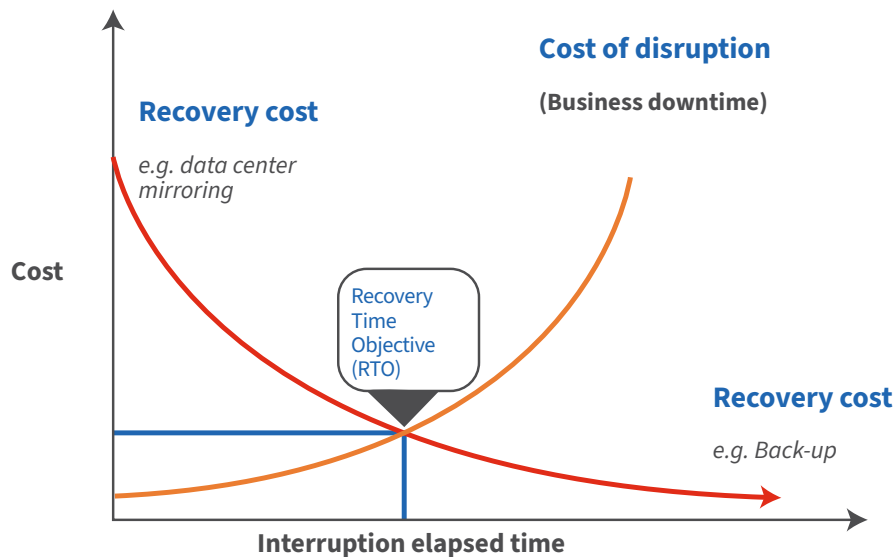 Cost of disruption
(Business downtime)
Recovery cost
e.g. data center
mirroring
Cost
Recovery
Time
Objective
(RTO)
Recovery cost
e.g. Back-up
Interruption elapsed time